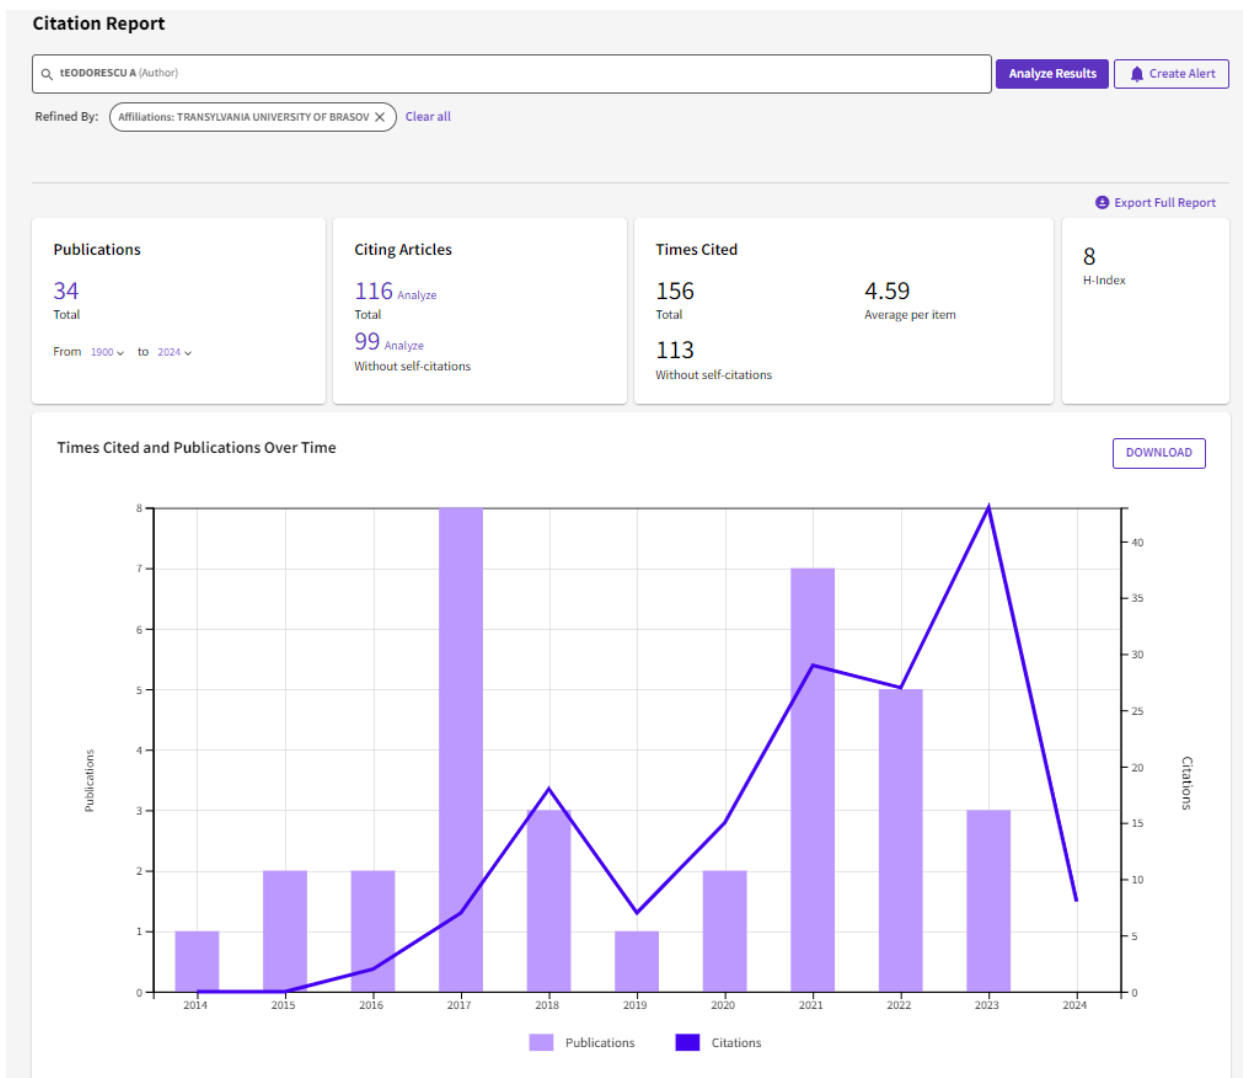 Citation Report
tEODORESCU A (Author)
Analyze Results
Create Alert
Refined By:
Affiliations: TRANSYLVANIA UNIVERSITY OF BRASOV
Clear all
Export Full Report
Publications
34
Total
From 1900 to 2024
Citing Articles
116 Analyze
Total
99 Analyze
Without self-citations
Times Cited
156
Total
113
Without self-citations
4.59
Average per item
8
H-Index
Times Cited and Publications Over Time
DOWNLOAD
8
7
6
5
4
3
2
1
0
Publications
40
35
30
25
20
15
10
5
0
Citations
2014 2015 2016 2017 2018 2019 2020 2021 2022 2023 2024
Publications Citations